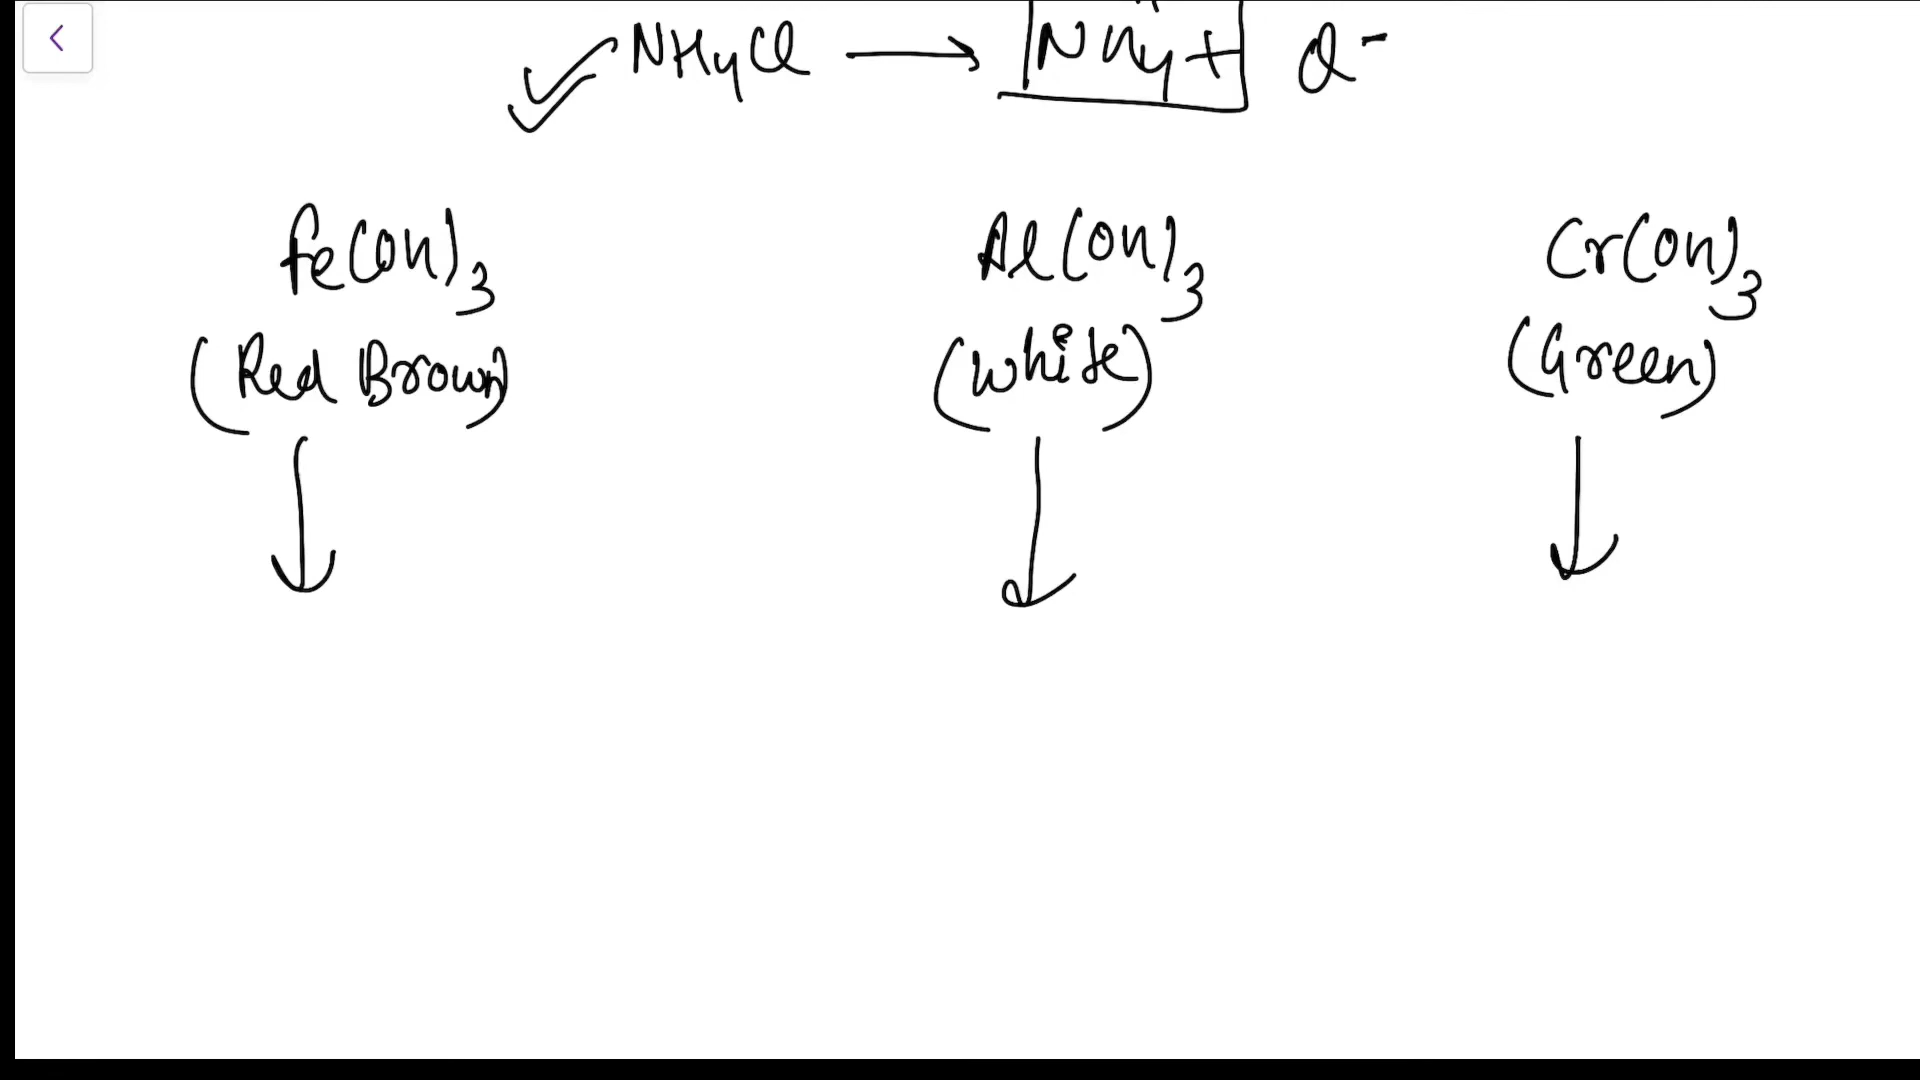 NH4Cl → NH4+ Cl-
Fe(OH)3 Al(OH)3 Cr(OH)3
(Red Brown) (White) (Green)